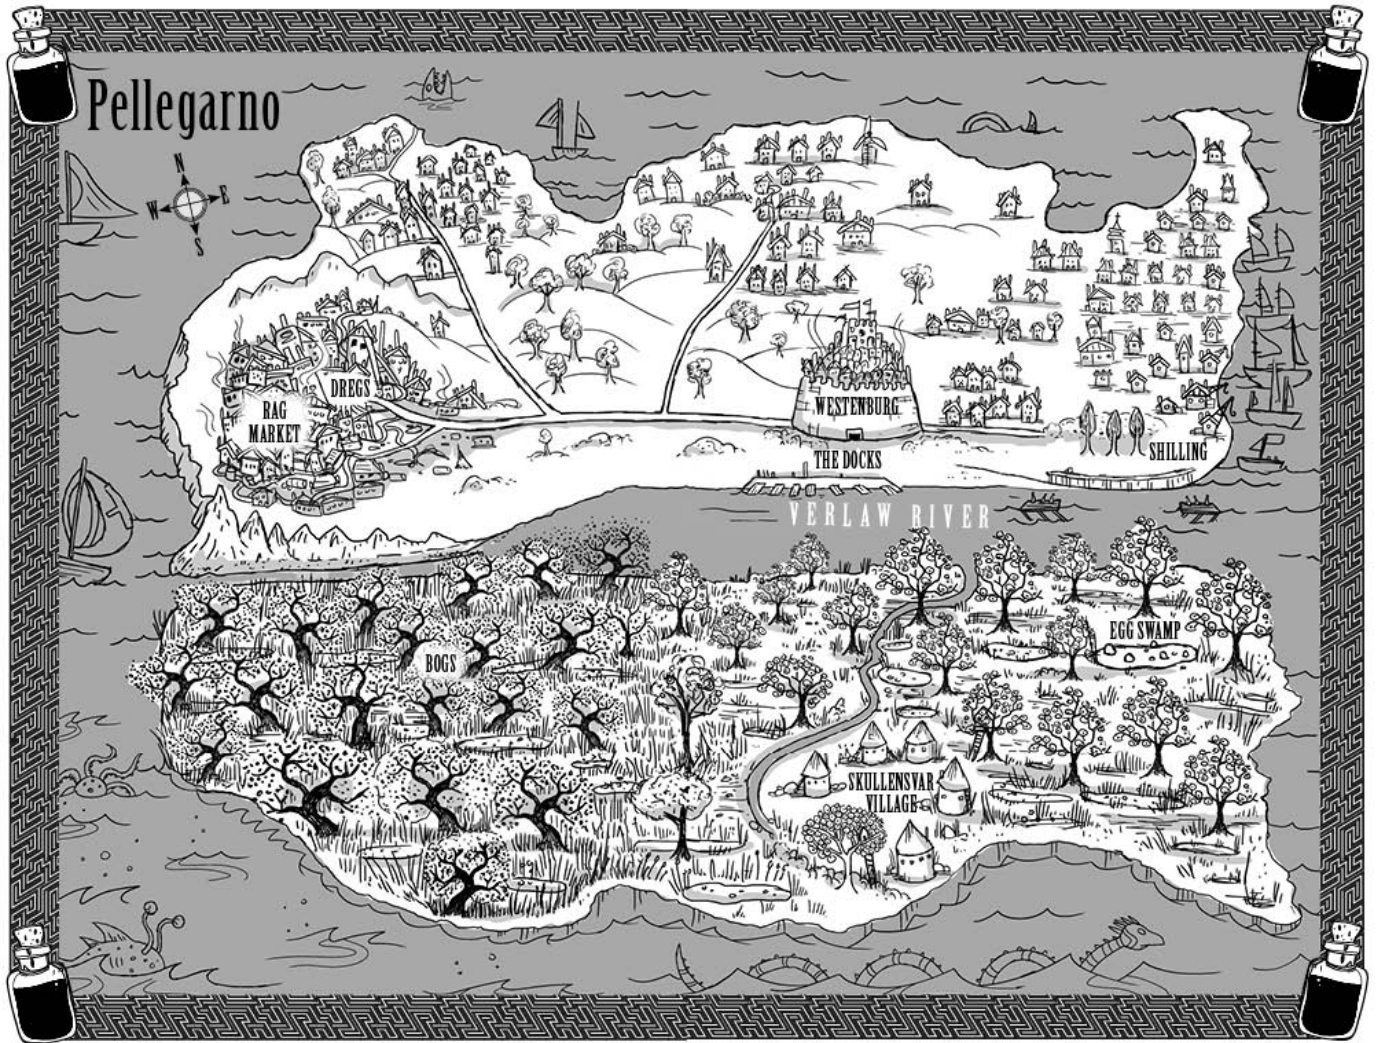 Pellegarno
N
W E
S
DREGS
RAG
MARKET
WESTENBURG
THE DOCKS
SHILLING
VERLAW RIVER
EGG SWAMP
BOGS
SKULLENSVAR
VILLAGE